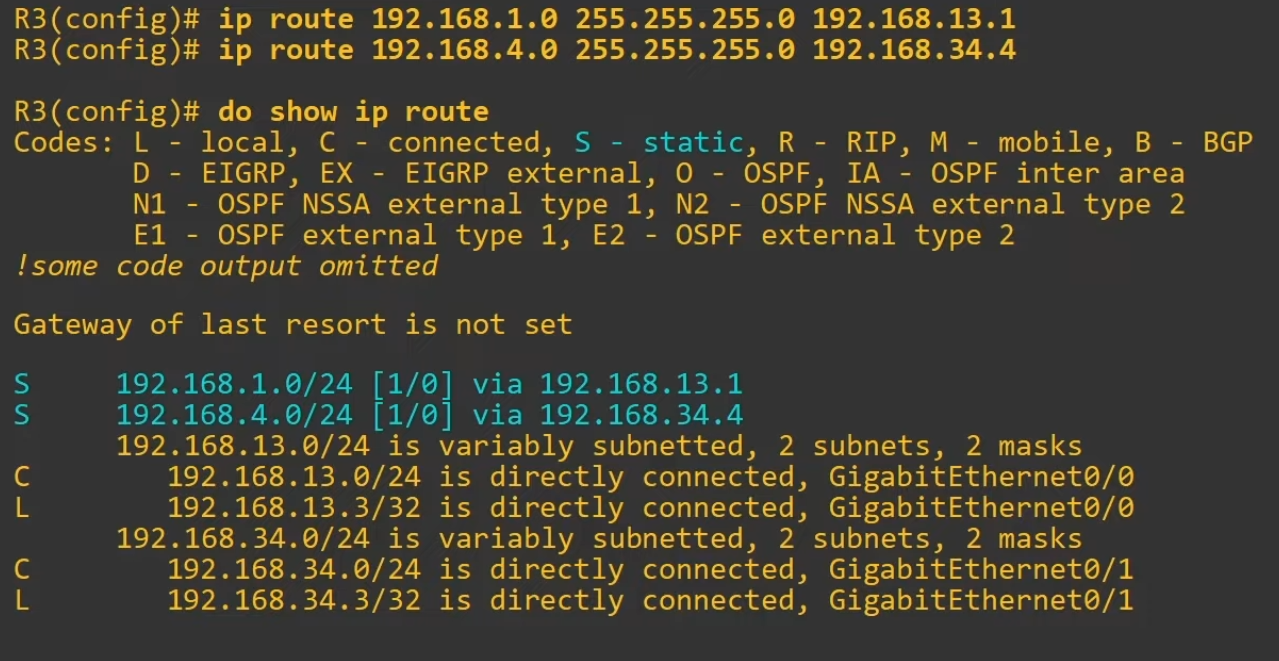 R3(config)# ip route 192.168.1.0 255.255.255.0 192.168.13.1
R3(config)# ip route 192.168.4.0 255.255.255.0 192.168.34.4
R3(config)# do show ip route
Codes: L - local, C - connected, S - static, R - RIP, M - mobile, B - BGP
D - EIGRP, EX - EIGRP external, O - OSPF, IA - OSPF inter area
N1 - OSPF NSSA external type 1, N2 - OSPF NSSA external type 2
E1 - OSPF external type 1, E2 - OSPF external type 2
!some code output omitted
Gateway of last resort is not set
S 192.168.1.0/24 [1/0] via 192.168.13.1
S 192.168.4.0/24 [1/0] via 192.168.34.4
192.168.13.0/24 is variably subnetted, 2 subnets, 2 masks
C 192.168.13.0/24 is directly connected, GigabitEthernet0/0
L 192.168.13.3/32 is directly connected, GigabitEthernet0/0
192.168.34.0/24 is variably subnetted, 2 subnets, 2 masks
C 192.168.34.0/24 is directly connected, GigabitEthernet0/1
L 192.168.34.3/32 is directly connected, GigabitEthernet0/1